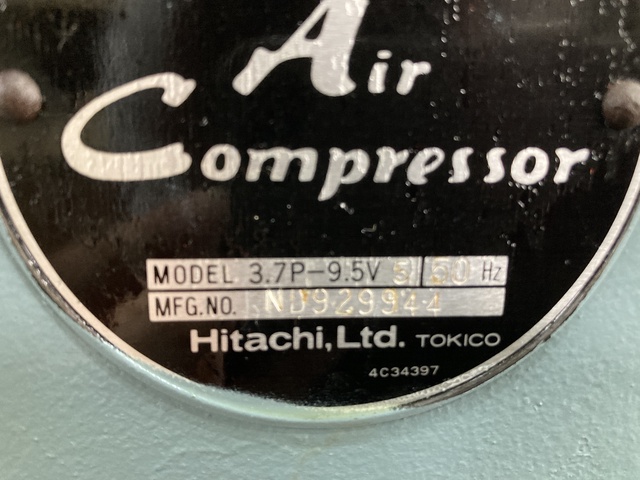 Air
Compressor
MODEL 3.7P-9.5V 5 50 Hz
MFG.NO. ND929944
Hitachi,Ltd. TOKICO
4C34397